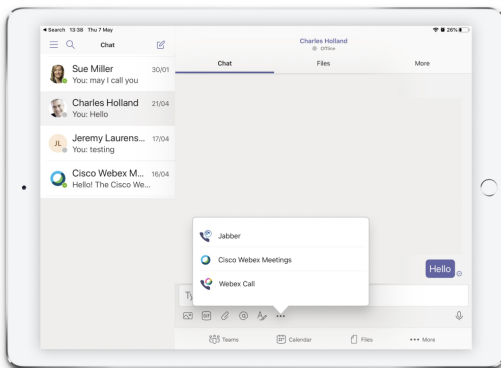 Search 13:38 Thu 7 May
28%
Chat
Charles Holland
Offline
Chat Files More
Sue Miller 30/01
You: may I call you
Charles Holland 21/04
You: Hello
JL
Jeremy Laurens... 17/04
You: testing
Cisco Webex M... 16/04
Hello! The Cisco We...
Jabber
Cisco Webex Meetings
Webex Call
Hello
Ty
GIF
Teams Calendar Files More